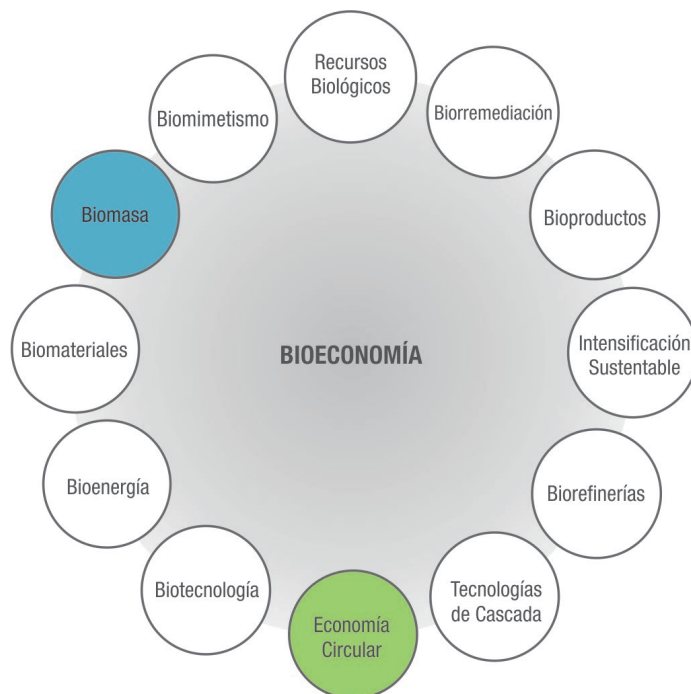 Recursos
Biológicos
Biorremediación
Bioproductos
Intensificación
Sustentable
Biorefinerías
Tecnologías
de Cascada
Economía
Circular
Biotecnología
Bioenergía
Biomateriales
Biomasa
Biomimetismo
BIOECONOMÍA